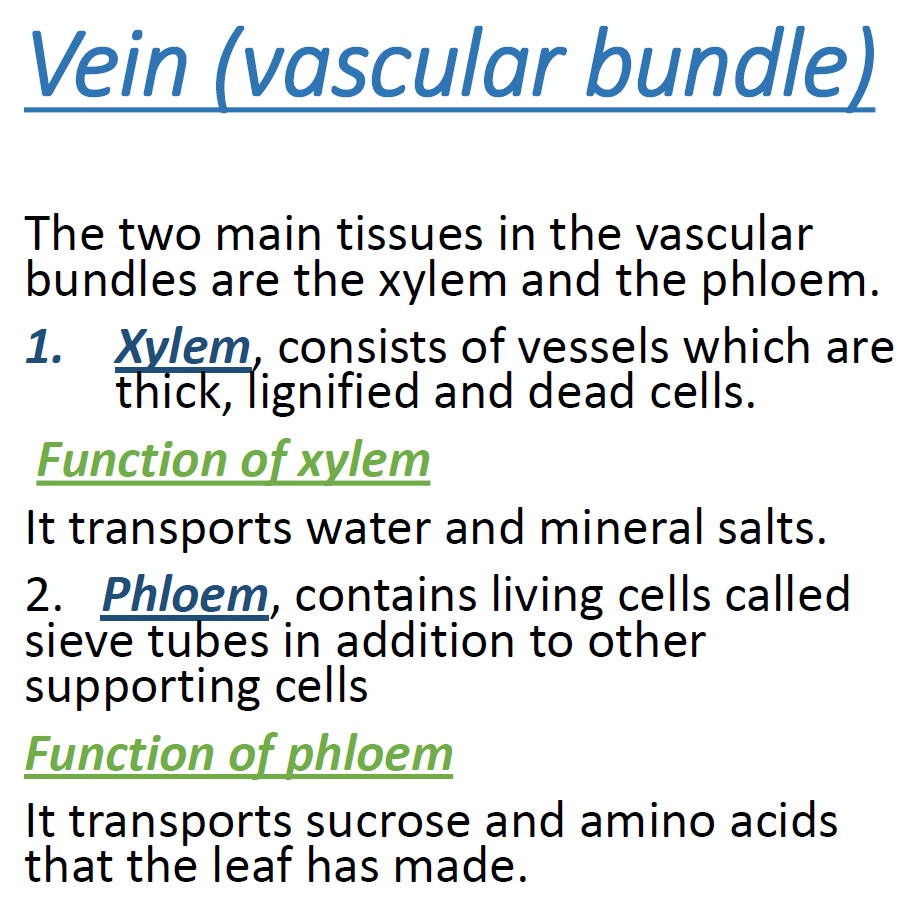 Vein (vascular bundle)
The two main tissues in the vascular
bundles are the xylem and the phloem.
1. Xylem, consists of vessels which are
thick, lignified and dead cells.
Function of xylem
It transports water and mineral salts.
2. Phloem, contains living cells called
sieve tubes in addition to other
supporting cells
Function of phloem
It transports sucrose and amino acids
that the leaf has made.